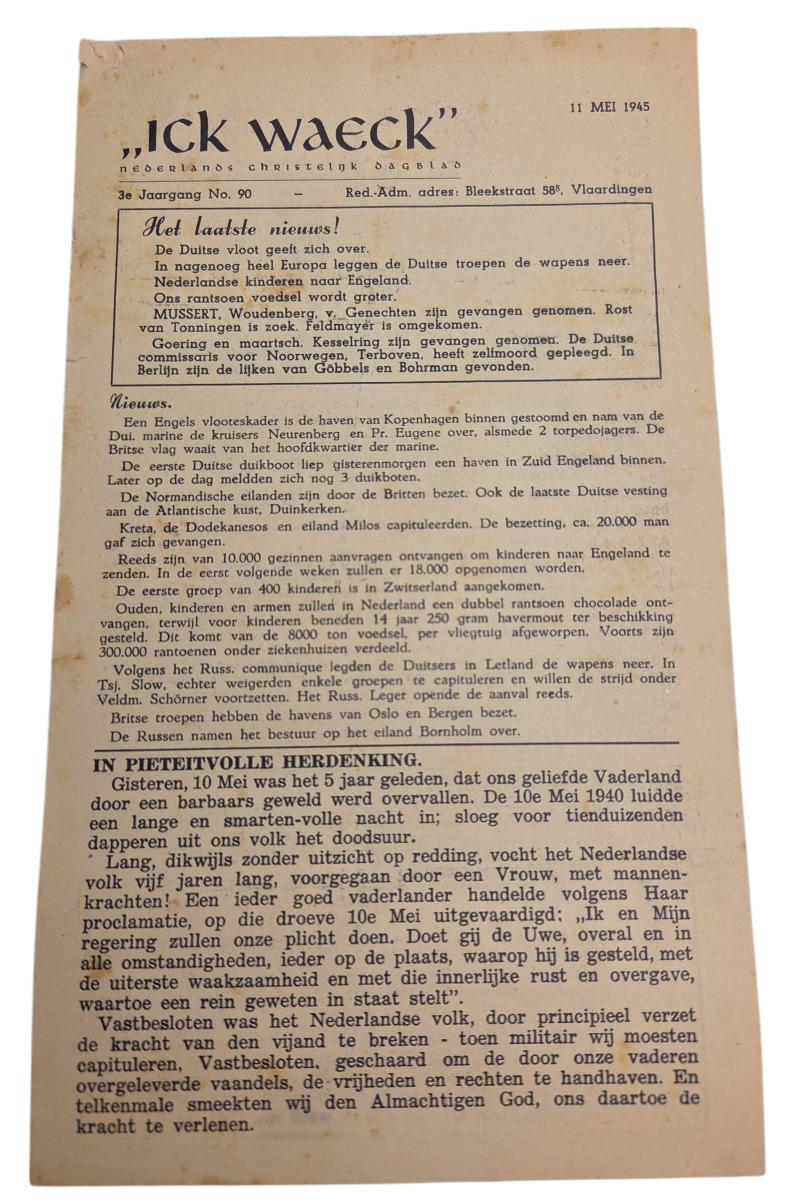 11 MEI 1945
„ICK WAECK"
NEDERLANDS CHRISTELIJK DAGBLAD
3e Jaargang No. 90 — Red.-Adm. adres: Bleekstraat 58⁸, Vlaardingen
Het laatste nieuws!
De Duitse vloot geeft zich over.
In nagenoeg heel Europa leggen de Duitse troepen de wapens neer.
Nederlandse kinderen naar Engeland.
Ons rantsoen voedsel wordt groter.
MUSSERT, Woudenberg, v. Genechten zijn gevangen genomen. Rost
van Tonningen is zoek. Feldmayer is omgekomen.
Goering en maartsch. Kesselring zijn gevangen genomen. De Duitse
commissaris voor Noorwegen, Terboven, heeft zelfmoord gepleegd. In
Berlijn zijn de lijken van Göbbels en Bohrman gevonden.
Nieuws.
Een Engels vlooteskader is de haven van Kopenhagen binnen gestoomd en nam van de
Dui. marine de kruisers Neurenberg en Pr. Eugene over, alsmede 2 torpedojagers. De
Britse vlag waait van het hoofdkwartier der marine.
De eerste Duitse duikboot liep gisterenmorgen een haven in Zuid Engeland binnen.
Later op de dag meldden zich nog 3 duikboten.
De Normandische eilanden zijn door de Britten bezet. Ook de laatste Duitse vesting
aan de Atlantische kust, Duinkerken.
Kreta, de Dodekanesos en eiland Milos capituleerden. De bezetting, ca. 20.000 man
gaf zich gevangen.
Reeds zijn van 10.000 gezinnen aanvragen ontvangen om kinderen naar Engeland te
zenden. In de eerst volgende weken zullen er 18.000 opgenomen worden.
De eerste groep van 400 kinderen is in Zwitserland aangekomen.
Ouden, kinderen en armen zullen in Nederland een dubbel rantsoen chocolade ont-
vangen, terwijl voor kinderen beneden 14 jaar 250 gram havermout ter beschikking
gesteld. Dit komt van de 8000 ton voedsel, per vliegtuig afgeworpen. Voorts zijn
300.000 rantoenen onder ziekenhuizen verdeeld.
Volgens het Russ. communique legden de Duitsers in Letland de wapens neer. In
Tsj. Slow, echter weigerden enkele groepen te capituleren en willen de strijd onder
Veldm. Schörner voortzetten. Het Russ. Leger opende de aanval reeds.
Britse troepen hebben de havens van Oslo en Bergen bezet.
De Russen namen het bestuur op het eiland Bornholm over.
IN PIETEITVOLLE HERDENKING.
Gisteren, 10 Mei was het 5 jaar geleden, dat ons geliefde Vaderland
door een barbaars geweld werd overvallen. De 10e Mei 1940 luidde
een lange en smarten-volle nacht in; sloeg voor tienduizenden
dapperen uit ons volk het doodsuur.
Lang, dikwijls zonder uitzicht op redding, vocht het Nederlandse
volk vijf jaren lang, voorgegaan door een Vrouw, met mannen-
krachten! Een ieder goed vaderlander handelde volgens Haar
proclamatie, op die droeve 10e Mei uitgevaardigd: „Ik en Mijn
regering zullen onze plicht doen. Doet gij de Uwe, overal en in
alle omstandigheden, ieder op de plaats, waarop hij is gesteld, met
de uiterste waakzaamheid en met die innerlijke rust en overgave,
waartoe een rein geweten in staat stelt".
Vastbesloten was het Nederlandse volk, door principieel verzet
de kracht van den vijand te breken - toen militair wij moesten
capituleren, Vastbesloten, geschaard om de door onze vaderen
overgeleverde vaandels, de vrijheden en rechten te handhaven. En
telkenmale smeekten wij den Almachtigen God, ons daartoe de
kracht te verlenen.